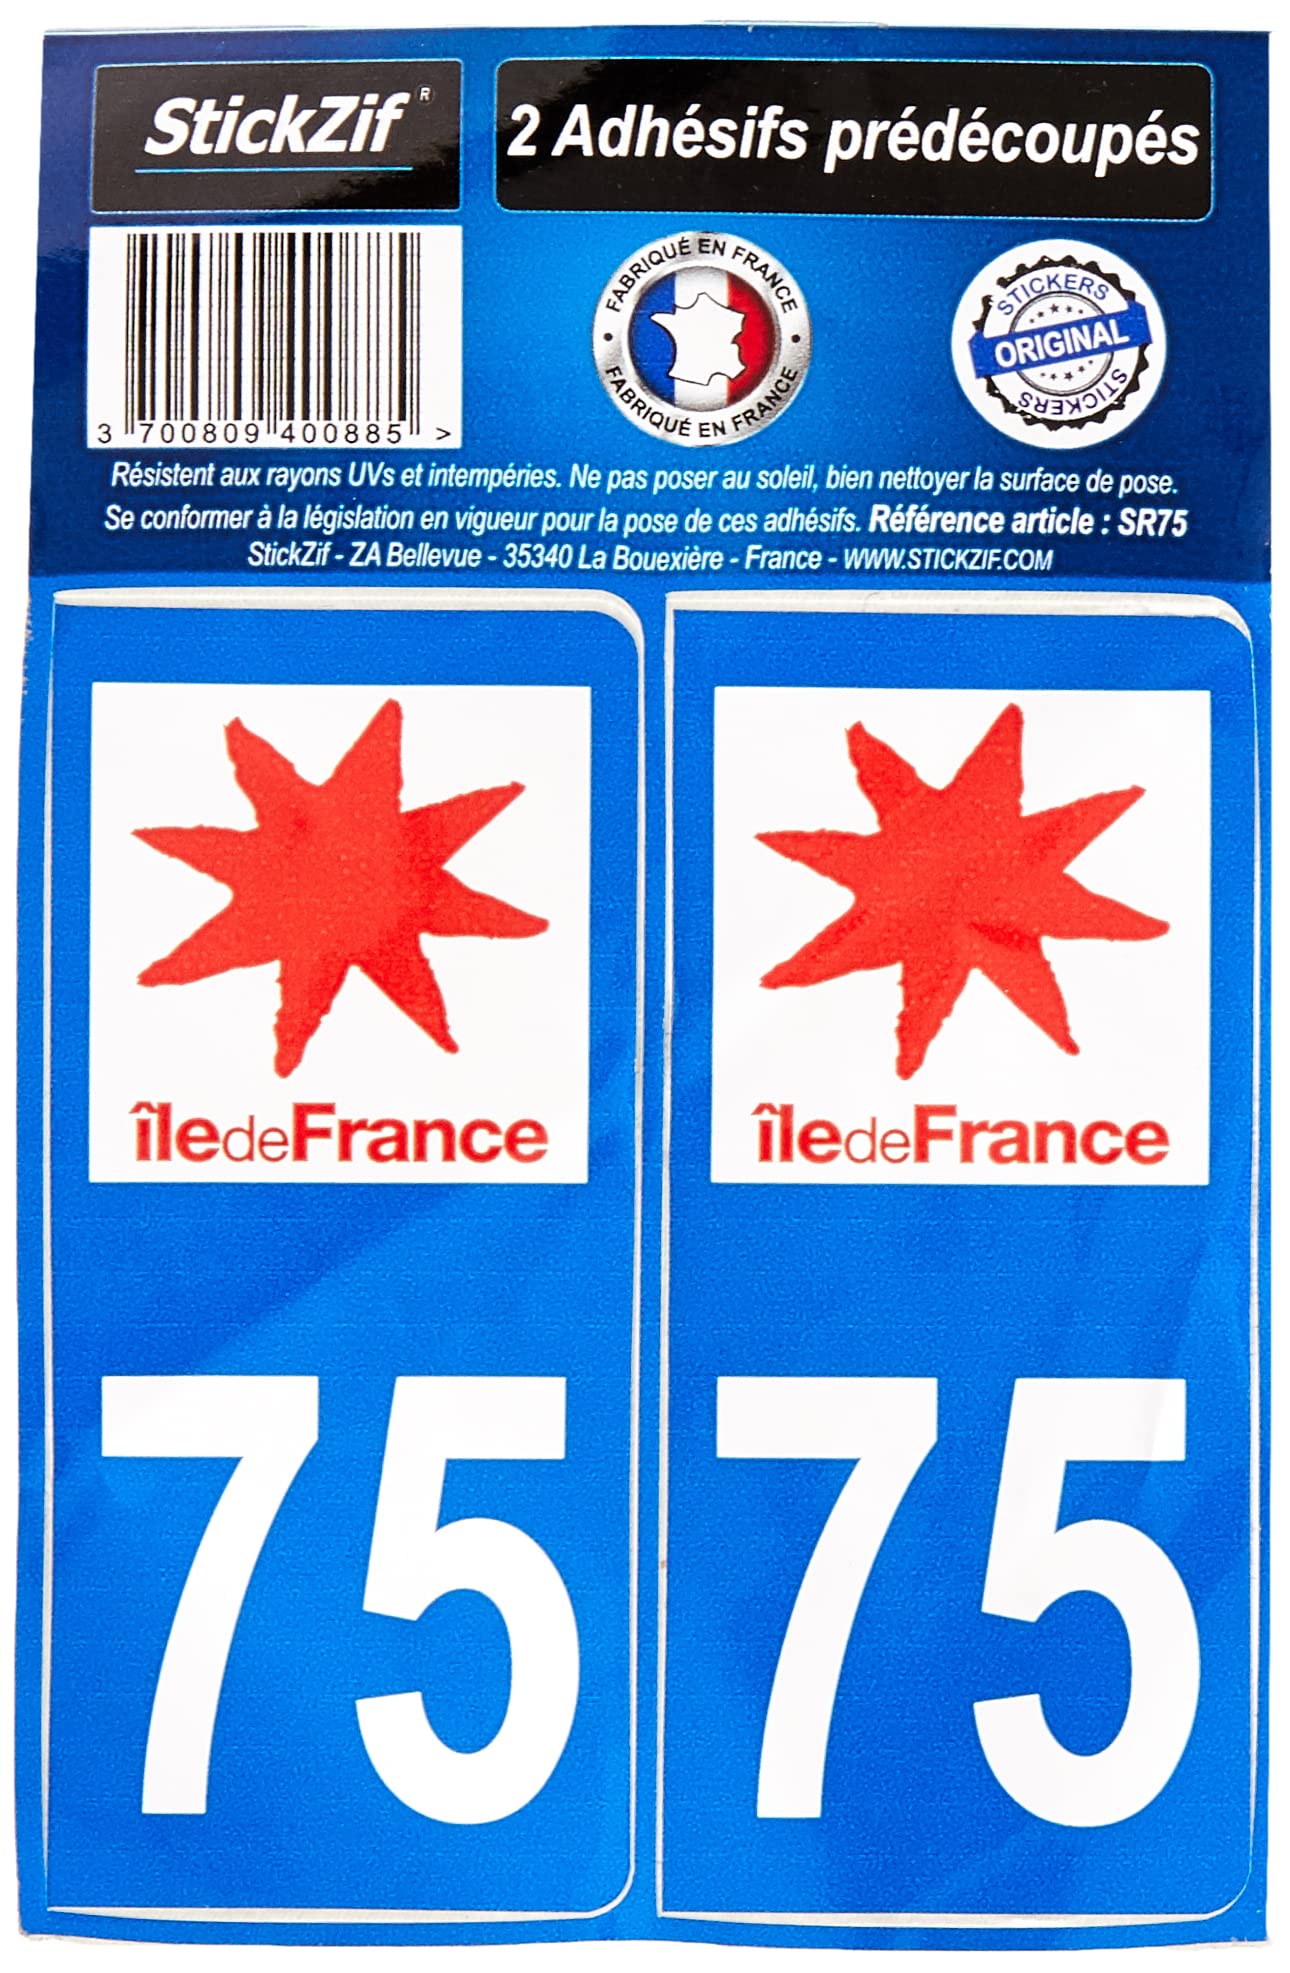 StickZif ®
2 Adhésifs prédécoupés
3 700809 400885 >
FABRIQUÉ EN FRANCE
FABRIQUÉ EN FRANCE
STICKERS
ORIGINAL
STICKERS
Résistent aux rayons UVs et intempéries. Ne pas poser au soleil, bien nettoyer la surface de pose.
Se conformer à la législation en vigueur pour la pose de ces adhésifs. Référence article : SR75
StickZif - ZA Bellevue - 35340 La Bouexière - France - WWW.STICKZIF.COM
îledeFrance
75
îledeFrance
75